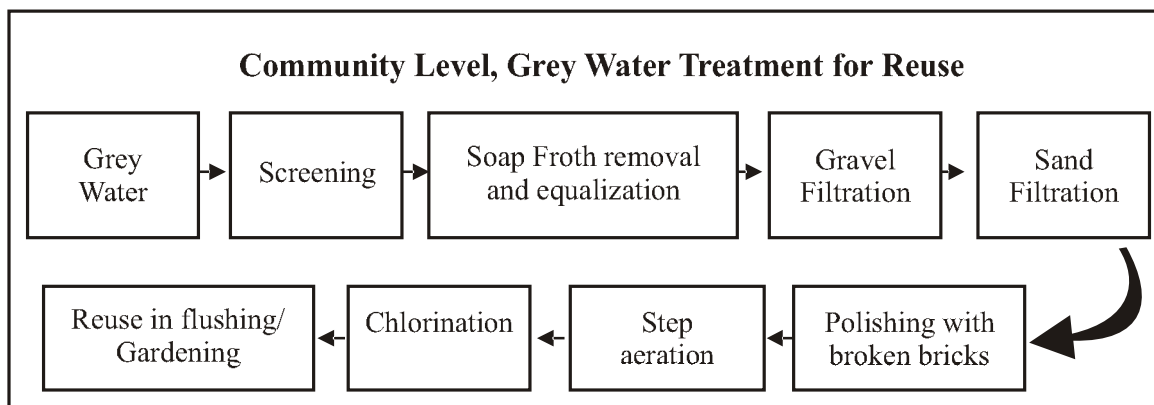 Community Level, Grey Water Treatment for Reuse
Grey
Water
Screening
Soap Froth removal
and equalization
Gravel
Filtration
Sand
Filtration
Polishing with
broken bricks
Step
aeration
Chlorination
Reuse in flushing/
Gardening